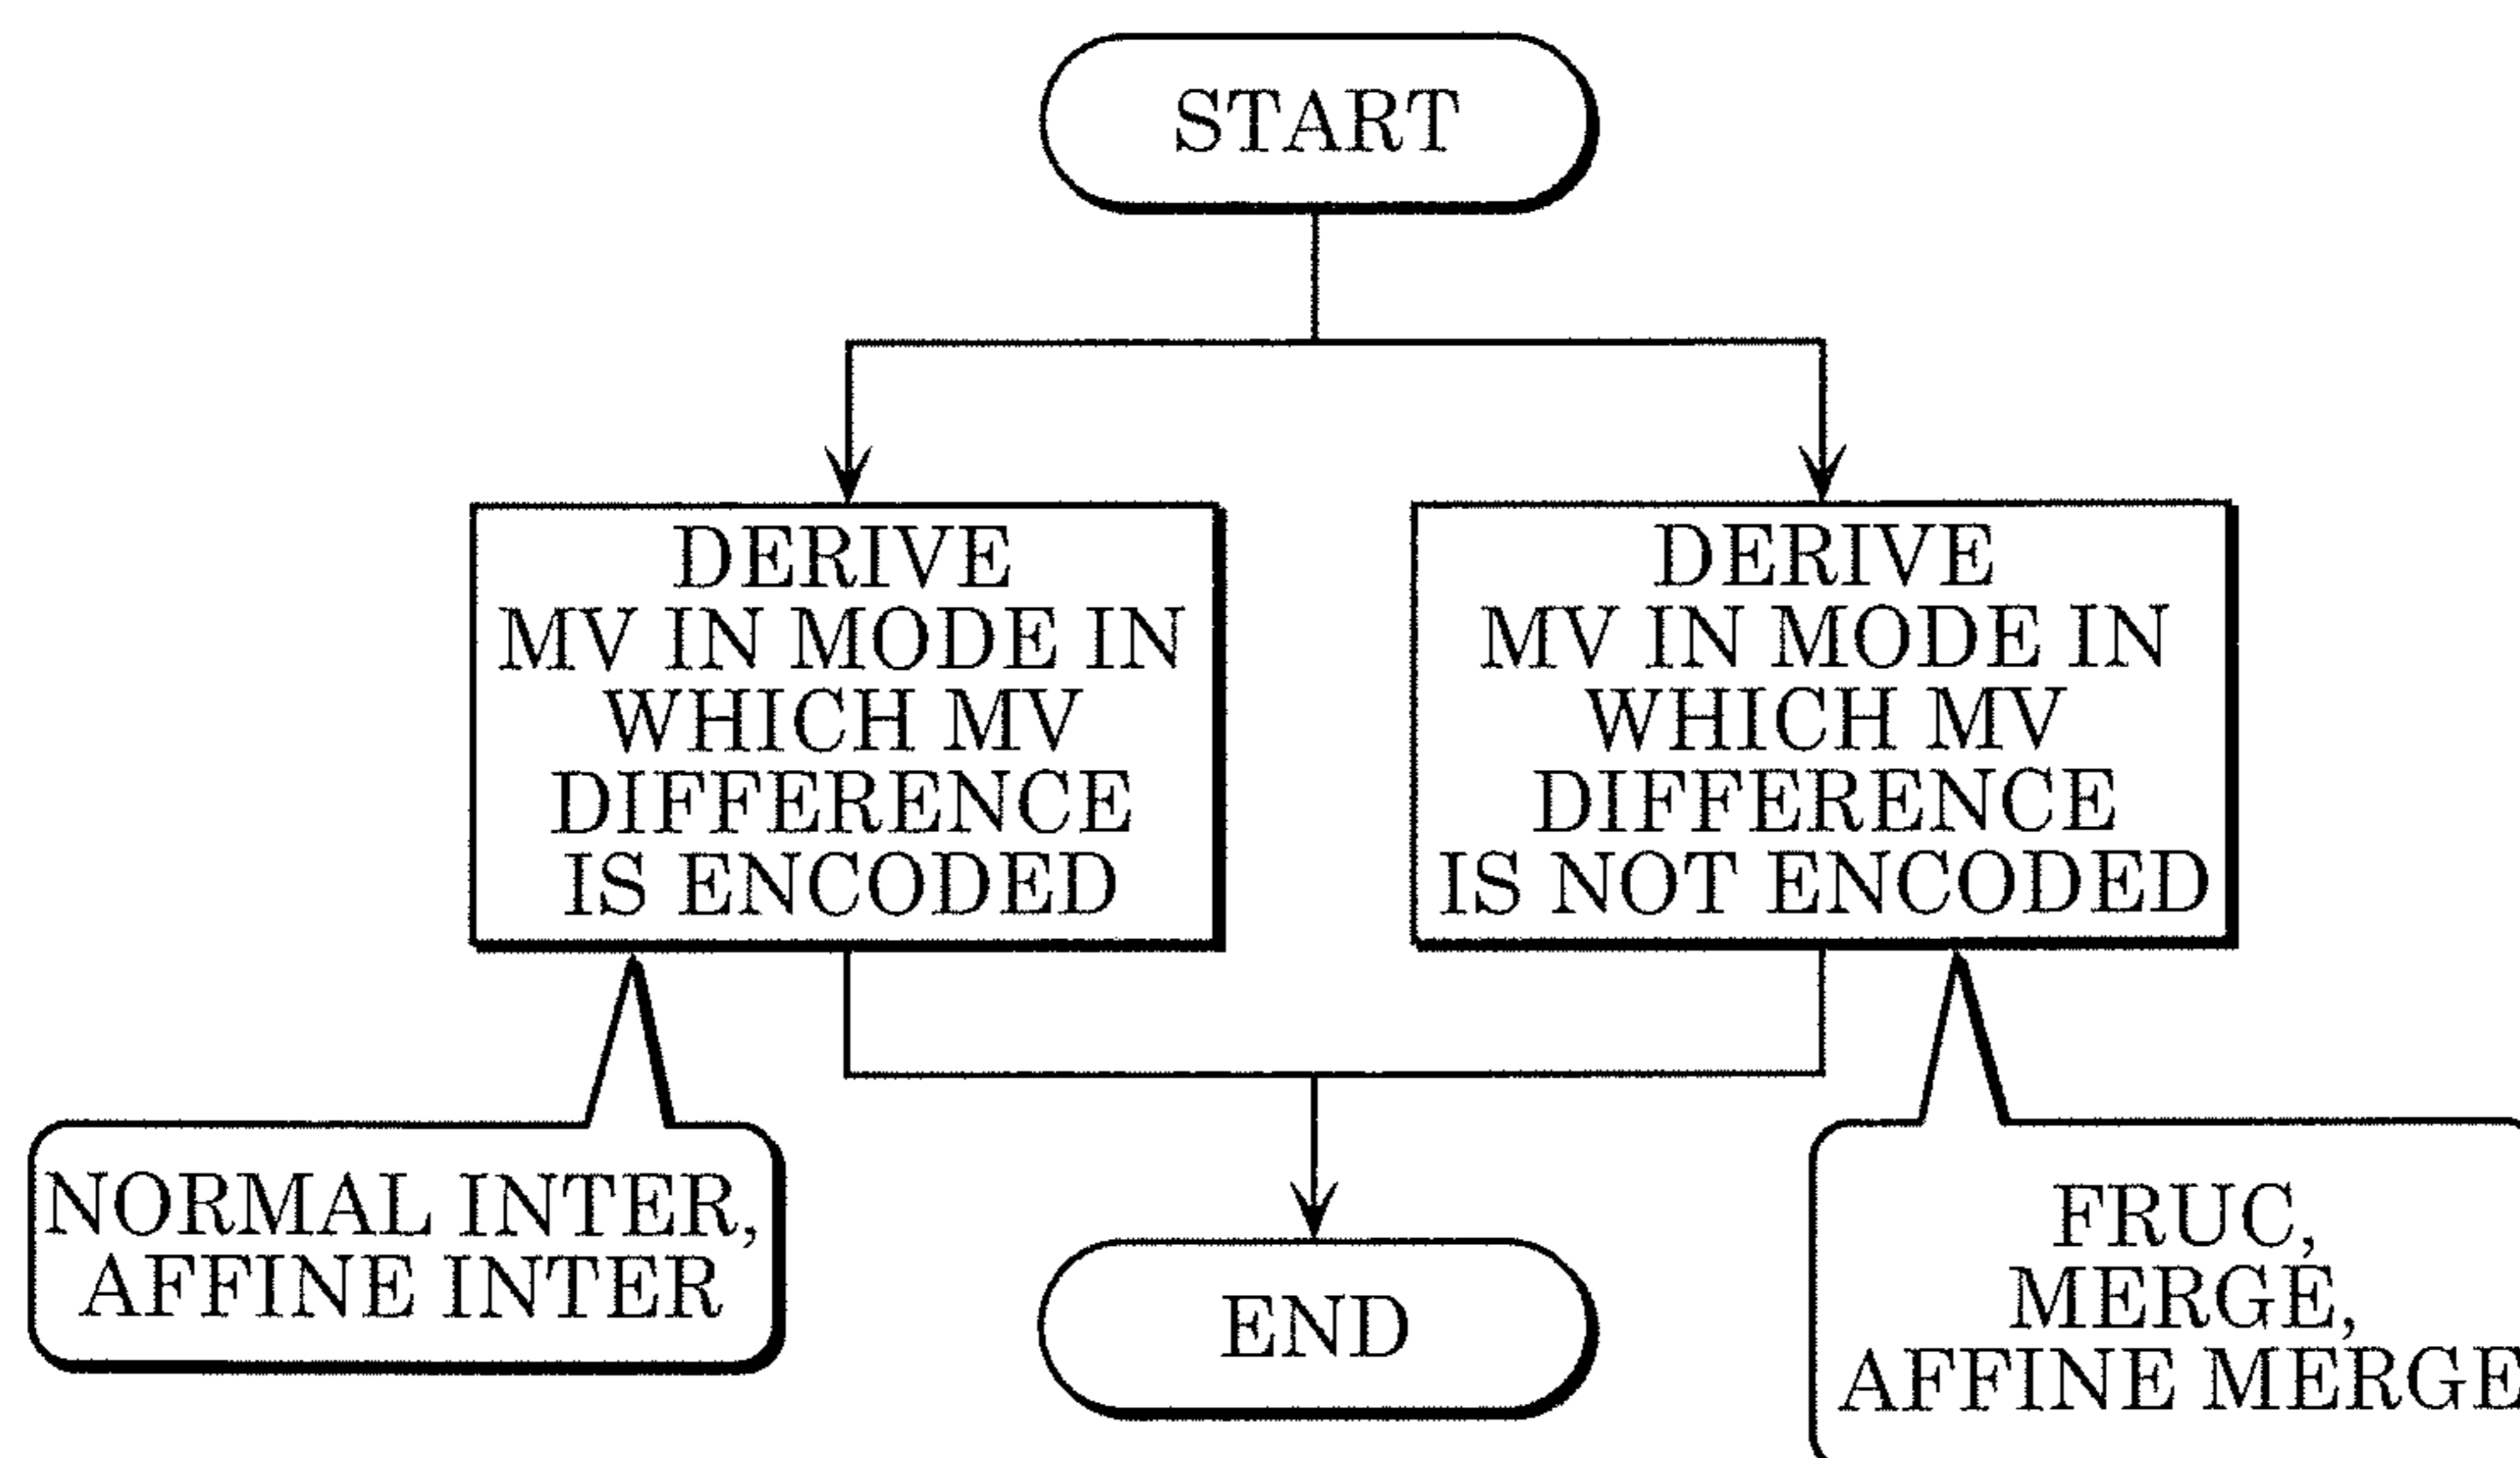 START
DERIVE
MV IN MODE IN
WHICH MV
DIFFERENCE
IS ENCODED
DERIVE
MV IN MODE IN
WHICH MV
DIFFERENCE
IS NOT ENCODED
NORMAL INTER,
AFFINE INTER
END
FRUC,
MERGE,
AFFINE MERGE